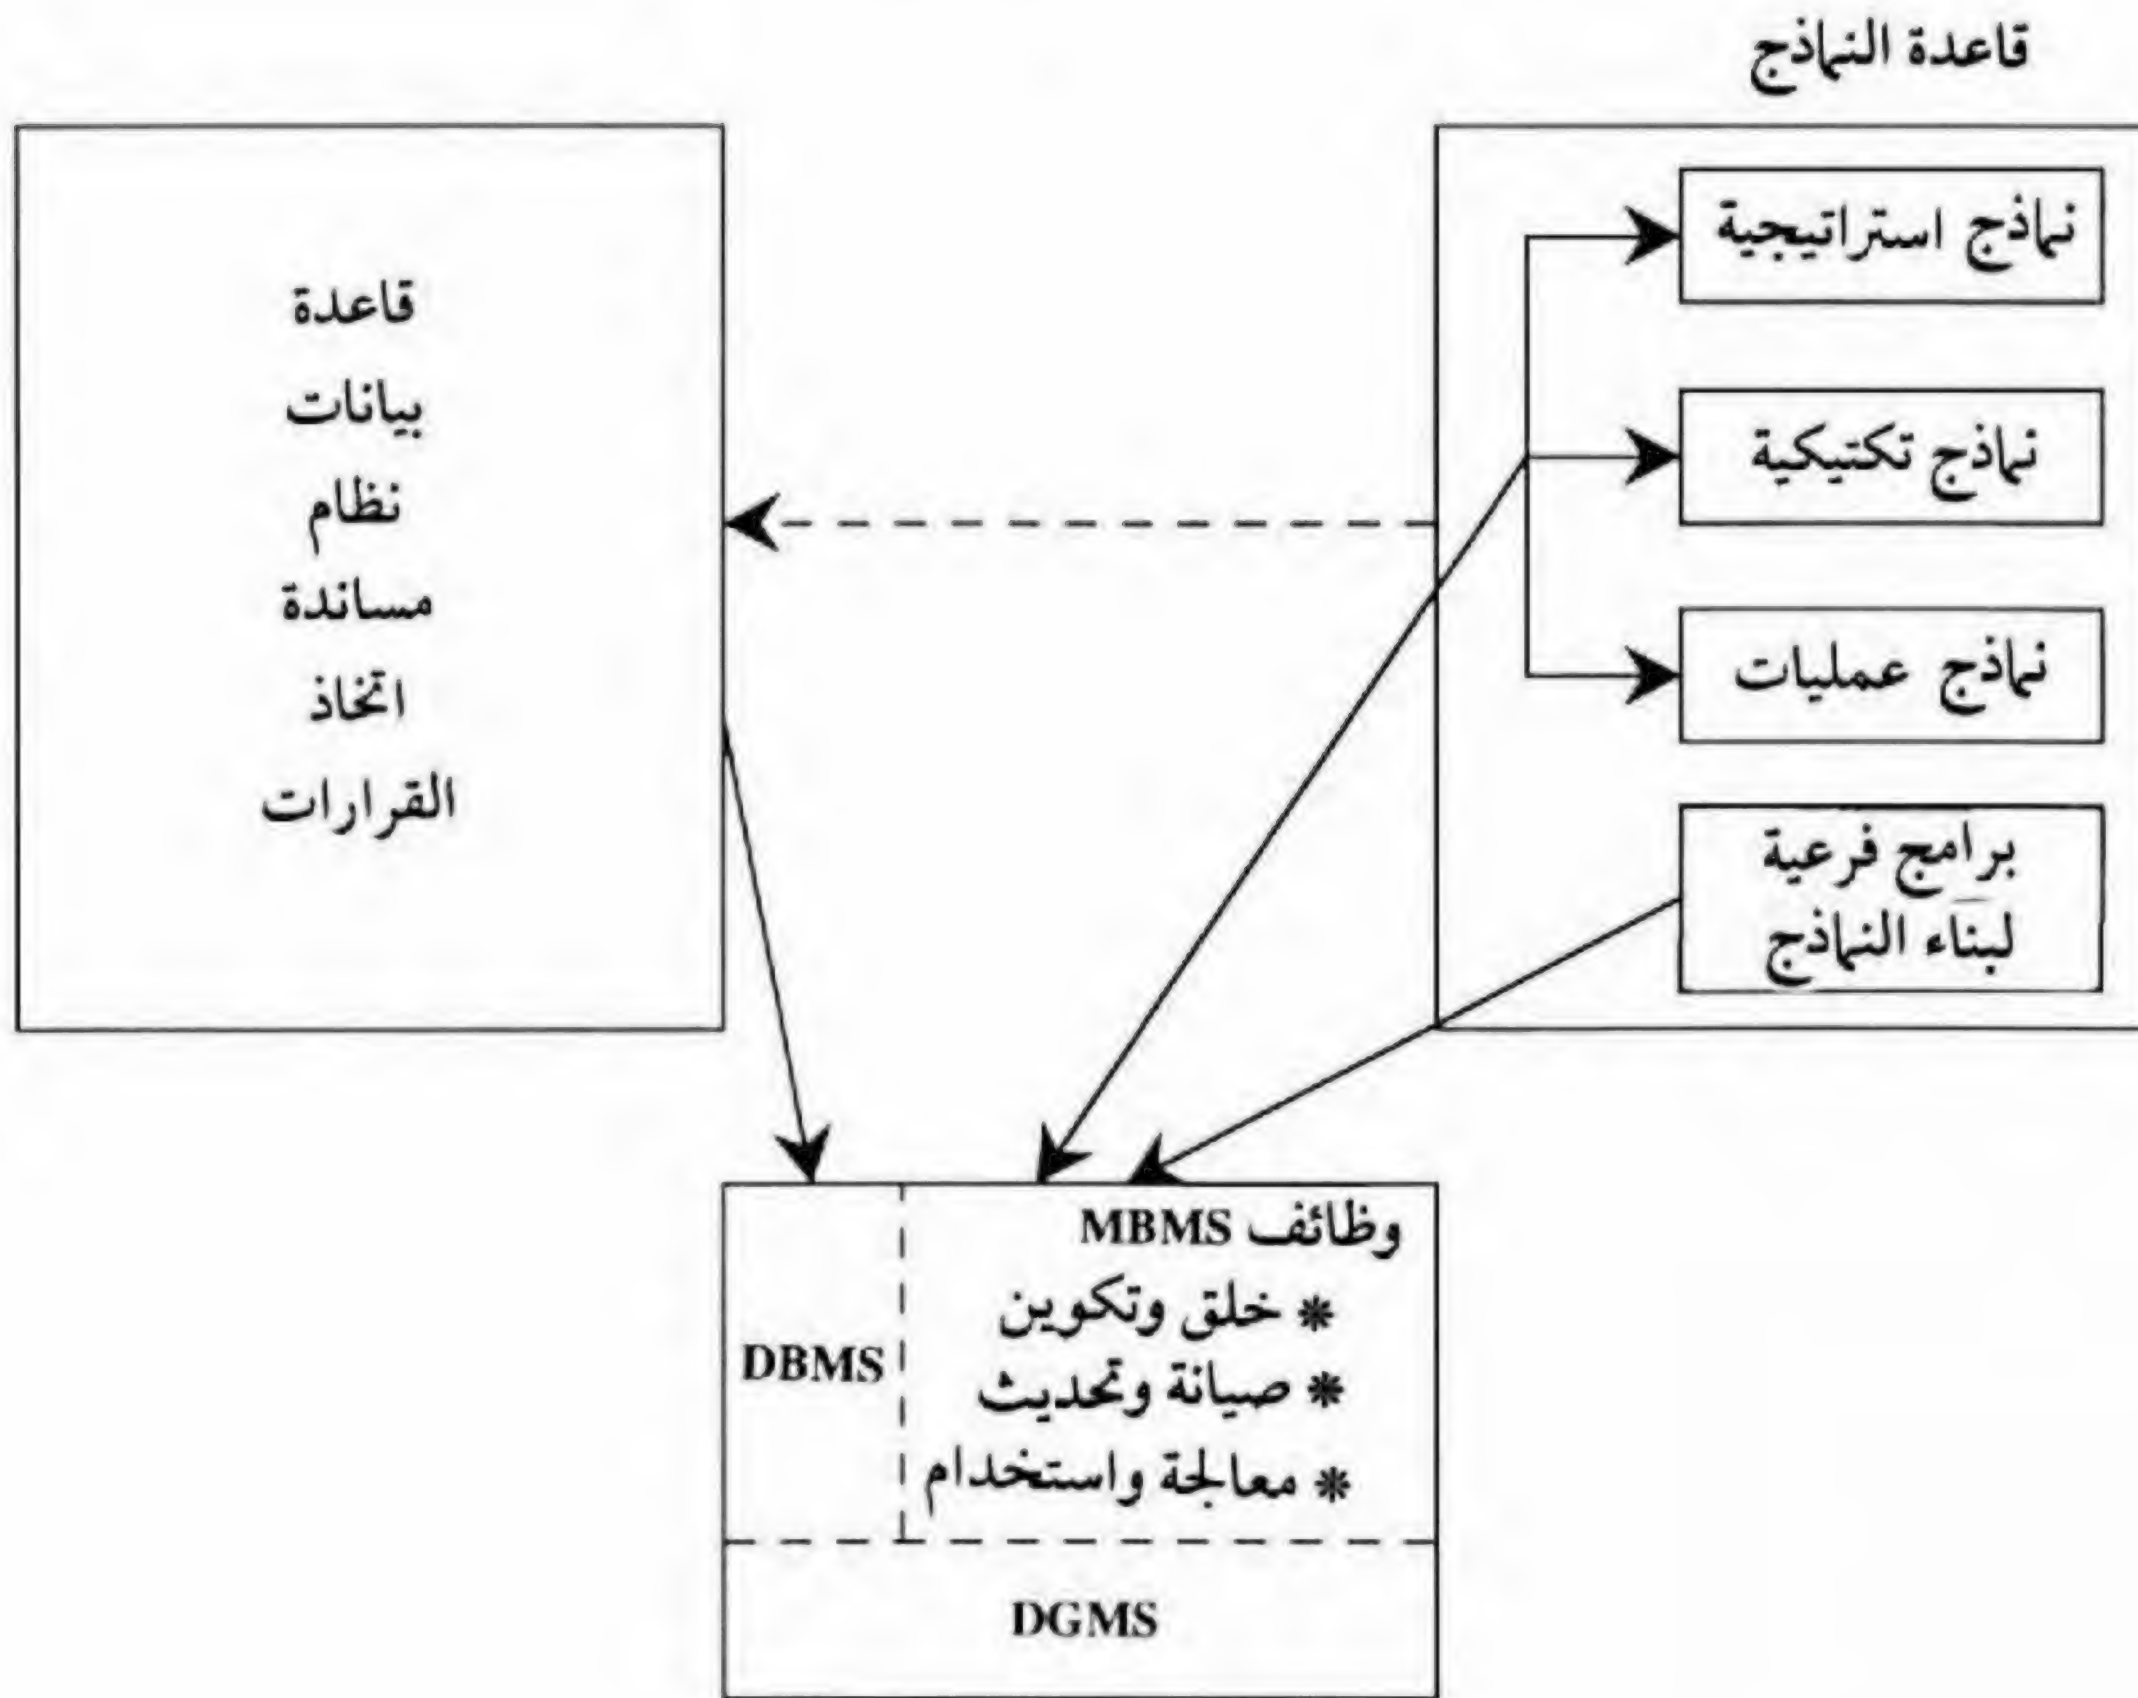 قاعدة النماذج
نماذج استراتيجية
نماذج تكتيكية
نماذج عمليات
برامج فرعية
لبناء النماذج
قاعدة
بيانات
نظام
مساندة
اتخاذ
القرارات
وظائف MBMS
* خلق وتكوين
* صيانة وتحديث
* معالجة واستخدام
DBMS
DGMS